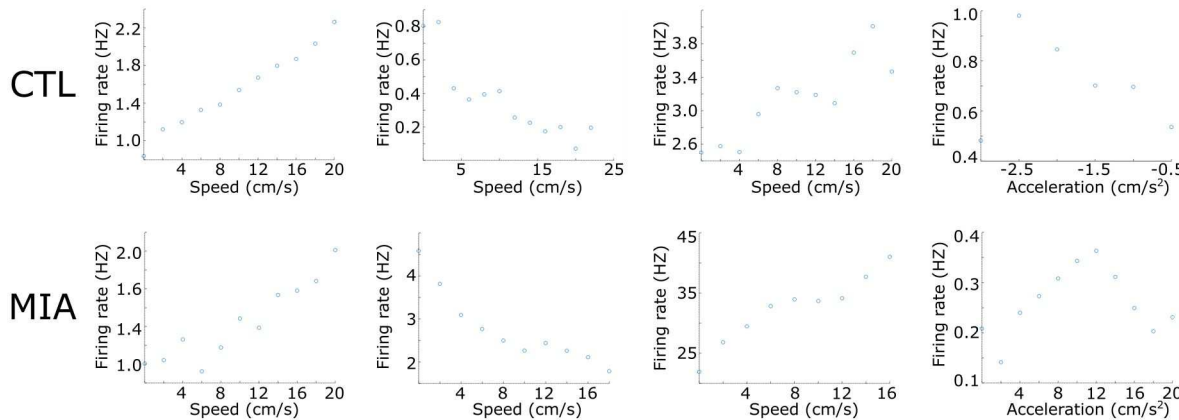 CTL
Firing rate (HZ)
2.2
1.8
1.4
1.0
4 8 12 16 20
Speed (cm/s)
Firing rate (HZ)
0.8
0.6
0.4
0.2
5 15 25
Speed (cm/s)
Firing rate (HZ)
3.8
3.4
3.0
2.6
4 8 12 16 20
Speed (cm/s)
Firing rate (HZ)
1.0
0.8
0.6
0.4
-2.5 -1.5 -0.5
Acceleration (cm/s²)
MIA
Firing rate (HZ)
2.0
1.6
1.4
1.0
4 8 12 16 20
Speed (cm/s)
Firing rate (HZ)
4
3
2
4 8 12 16
Speed (cm/s)
Firing rate (HZ)
45
35
25
4 8 12 16
Speed (cm/s)
Firing rate (HZ)
0.4
0.3
0.2
0.1
4 8 12 16 20
Acceleration (cm/s²)